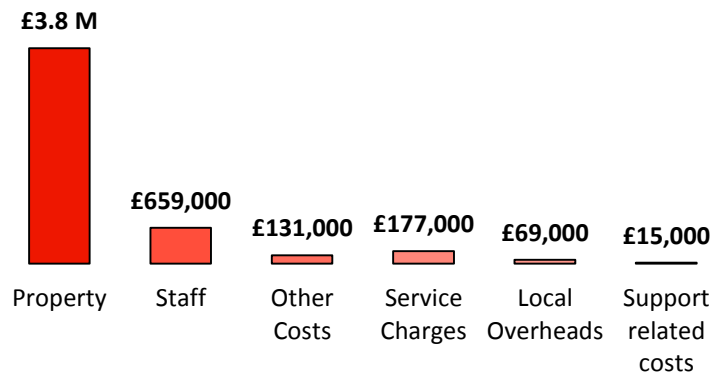 £3.8 M
£659,000
£131,000
£177,000
£69,000
£15,000
Property
Staff
Other
Costs
Service
Charges
Local
Overheads
Support
related
costs